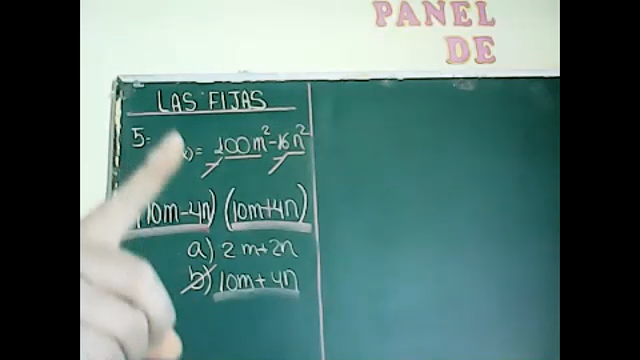 PANEL
DE
LAS FIJAS
5- x)= 100m²-16n²
(10m-4n) (10m+4n)
a) 2m+2n
b) 10m+4n